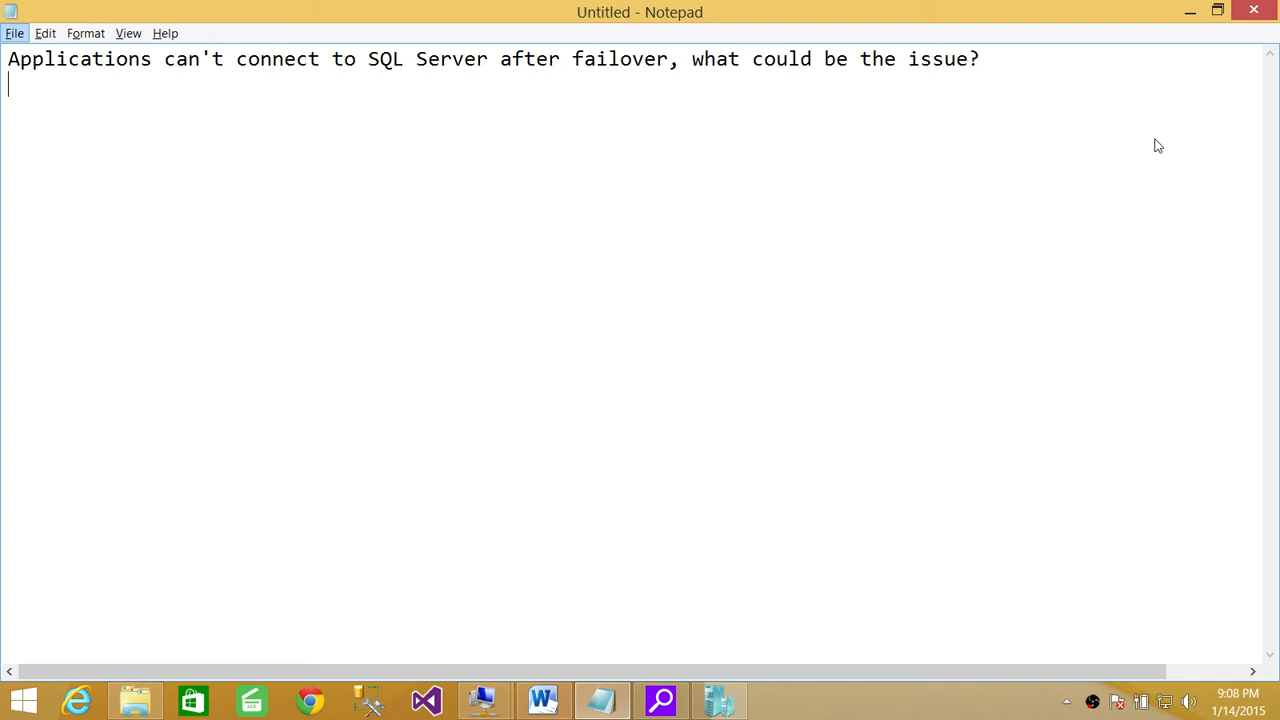 Untitled - Notepad
File Edit Format View Help
Applications can't connect to SQL Server after failover, what could be the issue?
9:08 PM
1/14/2015